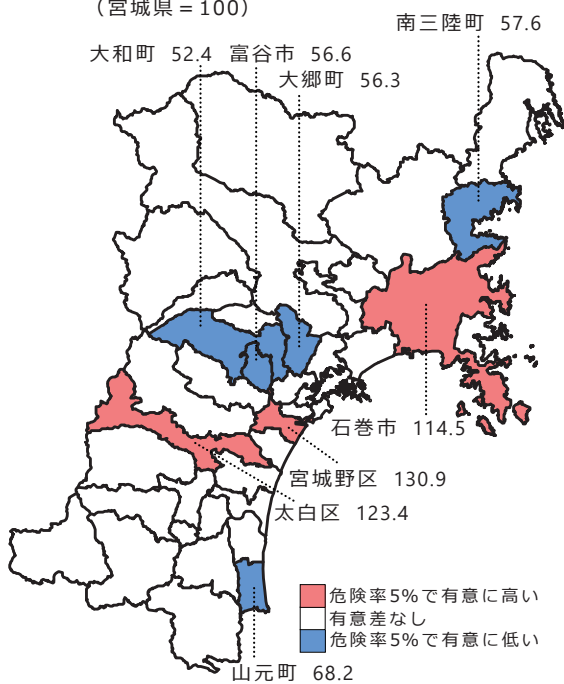 （宮城県＝100）
南三陸町 57.6
大和町 52.4 富谷市 56.6
大郷町 56.3
石巻市 114.5
宮城野区 130.9
太白区 123.4
危険率5%で有意に高い
有意差なし
危険率5%で有意に低い
山元町 68.2